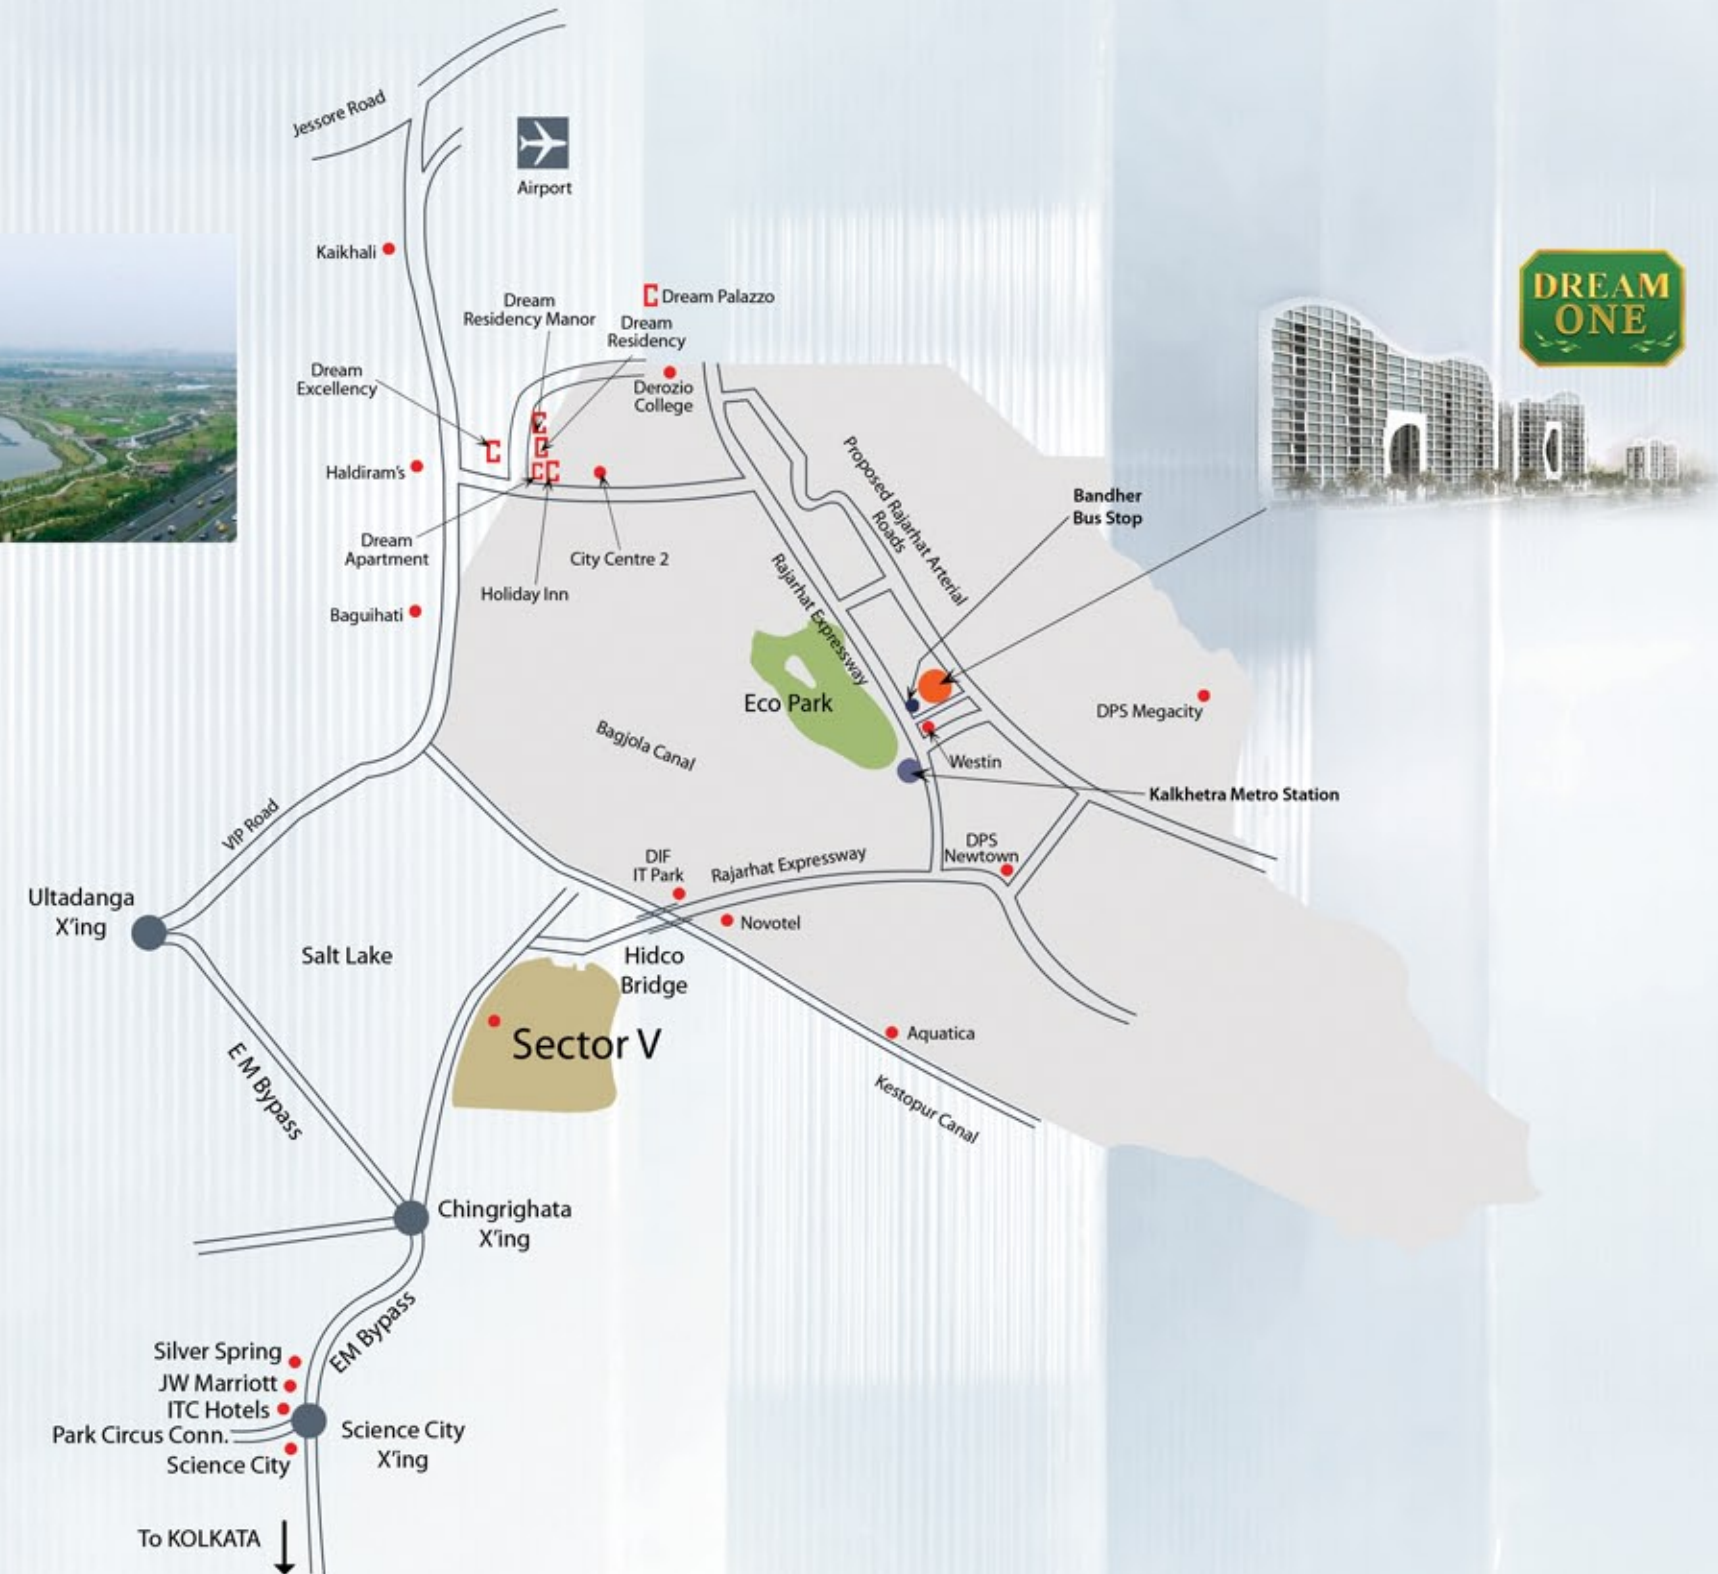 Jessore Road
Airport
Kaikhali
Dream Palazzo
Dream
Residency Manor
Dream
Residency
DREAM
ONE
Dream
Excellency
Derozio
College
Haldiram's
Proposed Rajarhat Arterial
Roads
Bandher
Bus Stop
Dream
Apartment
City Centre 2
Holiday Inn
Rajarhat Expressway
Baguihati
Eco Park
DPS Megacity
Bagjola Canal
Westin
Kalkhetra Metro Station
VIP Road
DPS
Newtown
DIF
IT Park
Rajarhat Expressway
Ultadanga
X'ing
Novotel
Salt Lake
Hidco
Bridge
Sector V
Aquatica
E M Bypass
Kestopur Canal
Chingrighata
X'ing
EM Bypass
Silver Spring
JW Marriott
ITC Hotels
Park Circus Conn.
Science City
X'ing
Science City
To KOLKATA